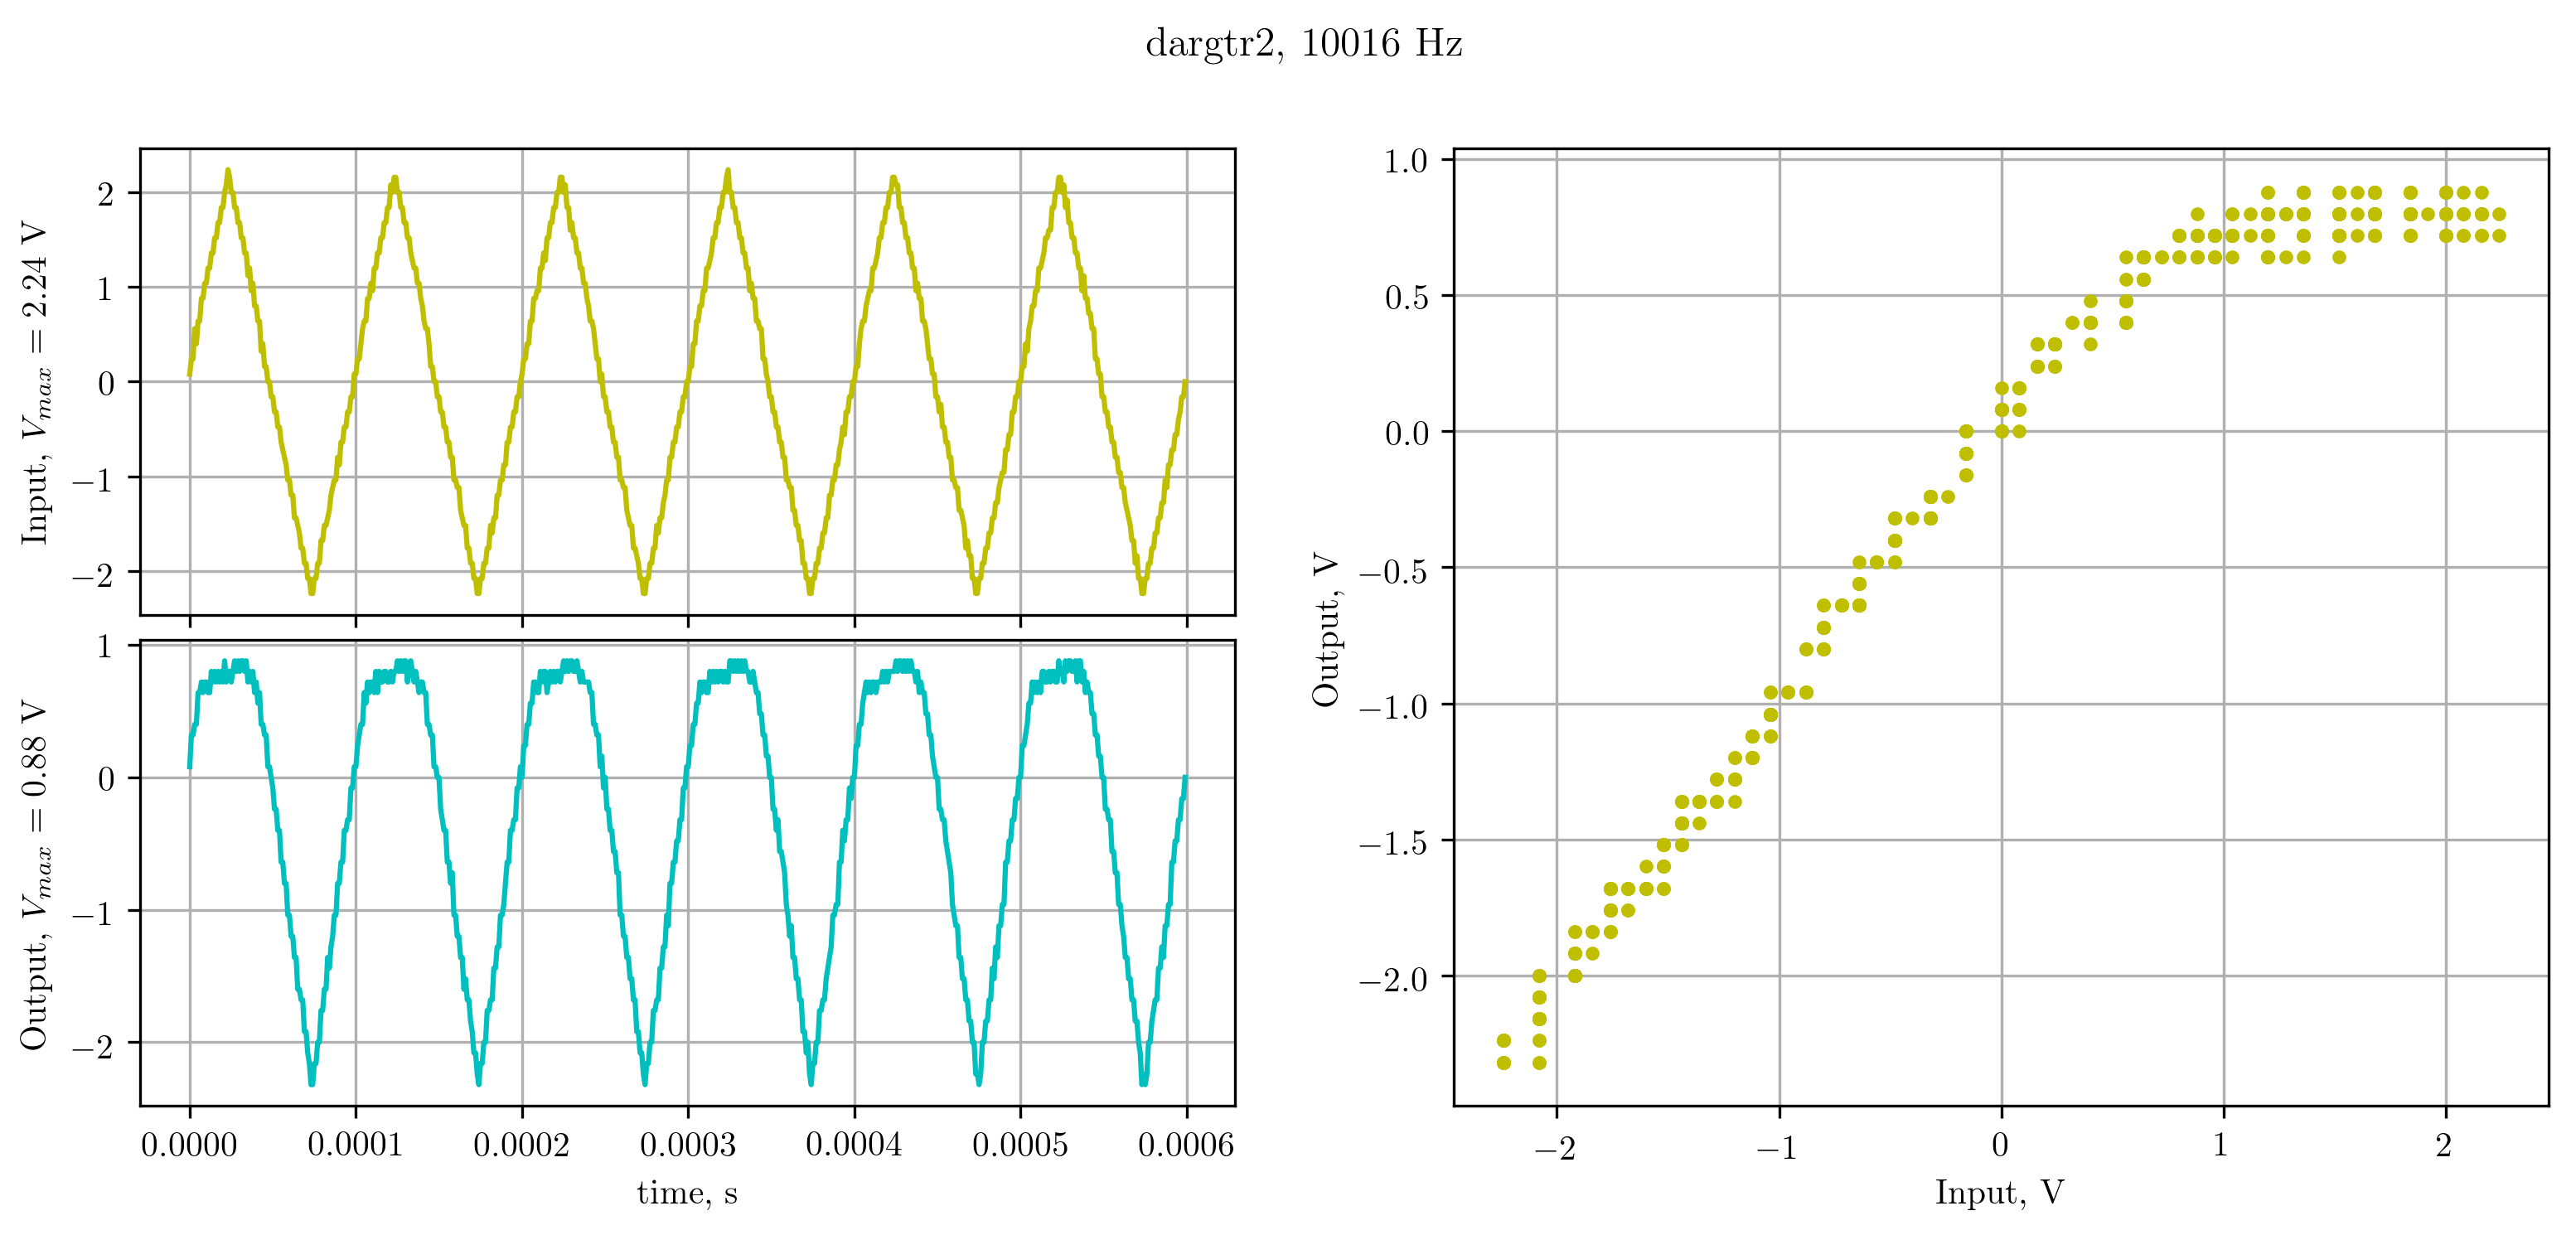 dargtr2, 10016 Hz
Input, Vmax = 2.24 V
2
1
0
−1
−2
Output, Vmax = 0.88 V
1
0
−1
−2
0.0000 0.0001 0.0002 0.0003 0.0004 0.0005 0.0006
time, s
Output, V
1.0
0.5
0.0
−0.5
−1.0
−1.5
−2.0
−2 −1 0 1 2
Input, V